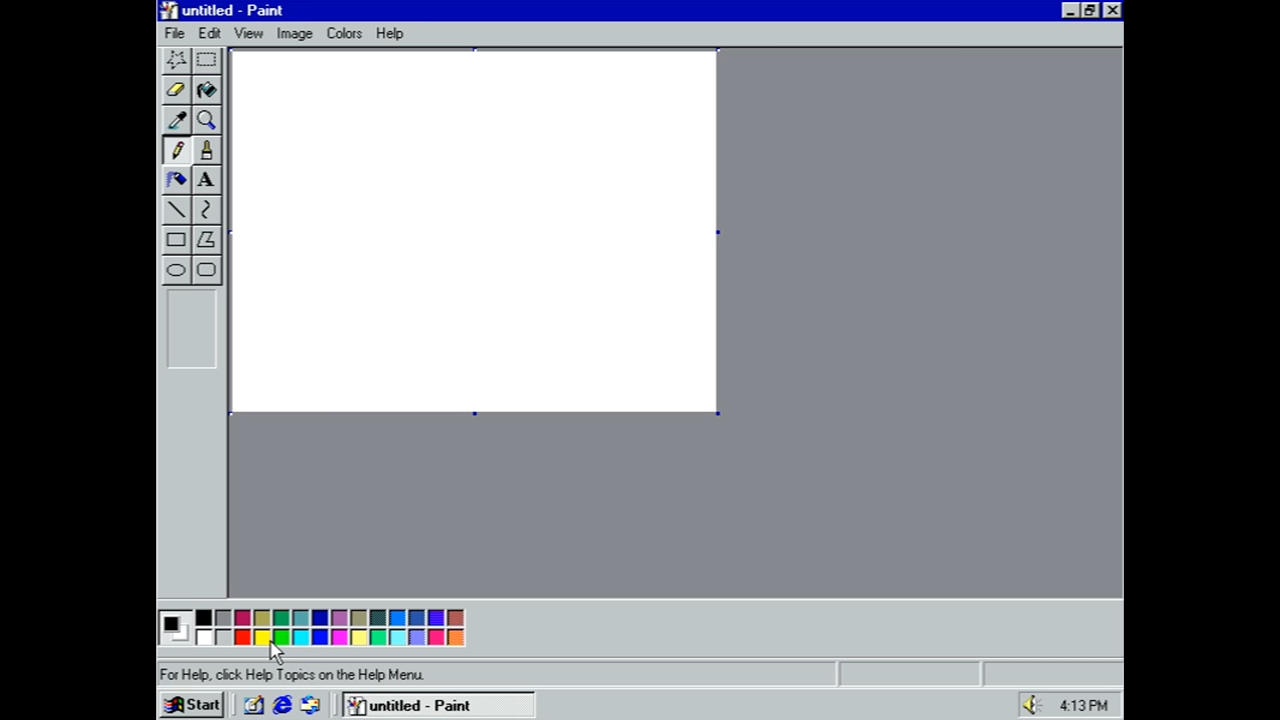 untitled - Paint
File Edit View Image Colors Help
A
For Help, click Help Topics on the Help Menu.
Start untitled - Paint 4:13 PM